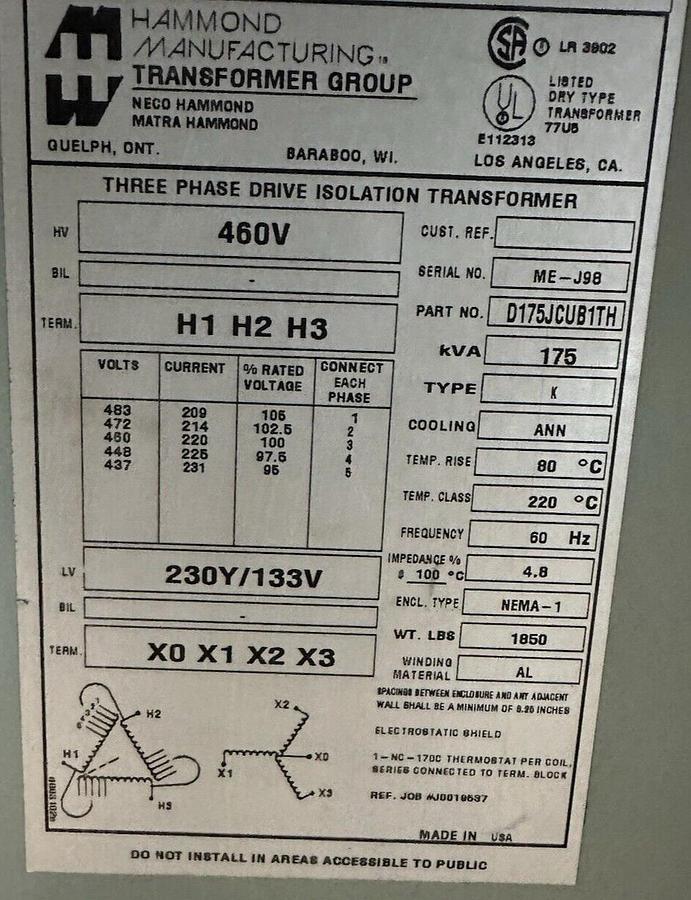 HAMMOND
MANUFACTURING
TRANSFORMER GROUP
NECO HAMMOND
MATRA HAMMOND
GUELPH, ONT.
BARABOO, WI.
LR 3902
LISTED
DRY TYPE
TRANSFORMER
77U5
E112313
LOS ANGELES, CA.
THREE PHASE DRIVE ISOLATION TRANSFORMER
HV 460V
BIL -
TERM. H1 H2 H3
VOLTS CURRENT % RATED VOLTAGE CONNECT EACH PHASE
483 209 105 1
472 214 102.5 2
460 220 100 3
448 225 97.5 4
437 231 95 5
LV 230Y/133V
BIL -
TERM. X0 X1 X2 X3
CUST. REF.
SERIAL NO. ME-J98
PART NO. D175JCUB1TH
kVA 175
TYPE K
COOLING ANN
TEMP. RISE 80 °C
TEMP. CLASS 220 °C
FREQUENCY 60 Hz
IMPEDANCE %
@ 100 °C 4.8
ENCL. TYPE NEMA-1
WT. LBS 1850
WINDING
MATERIAL AL
SPACINGS BETWEEN ENCLOSURE AND ANY ADJACENT
WALL SHALL BE A MINIMUM OF 6.25 INCHES
ELECTROSTATIC SHIELD
1-NC-170C THERMOSTAT PER COIL,
SERIES CONNECTED TO TERM. BLOCK
REF. JOB #J0019537
H1
H2
H3
X1
X2
X0
X3
MADE IN USA
DO NOT INSTALL IN AREAS ACCESSIBLE TO PUBLIC